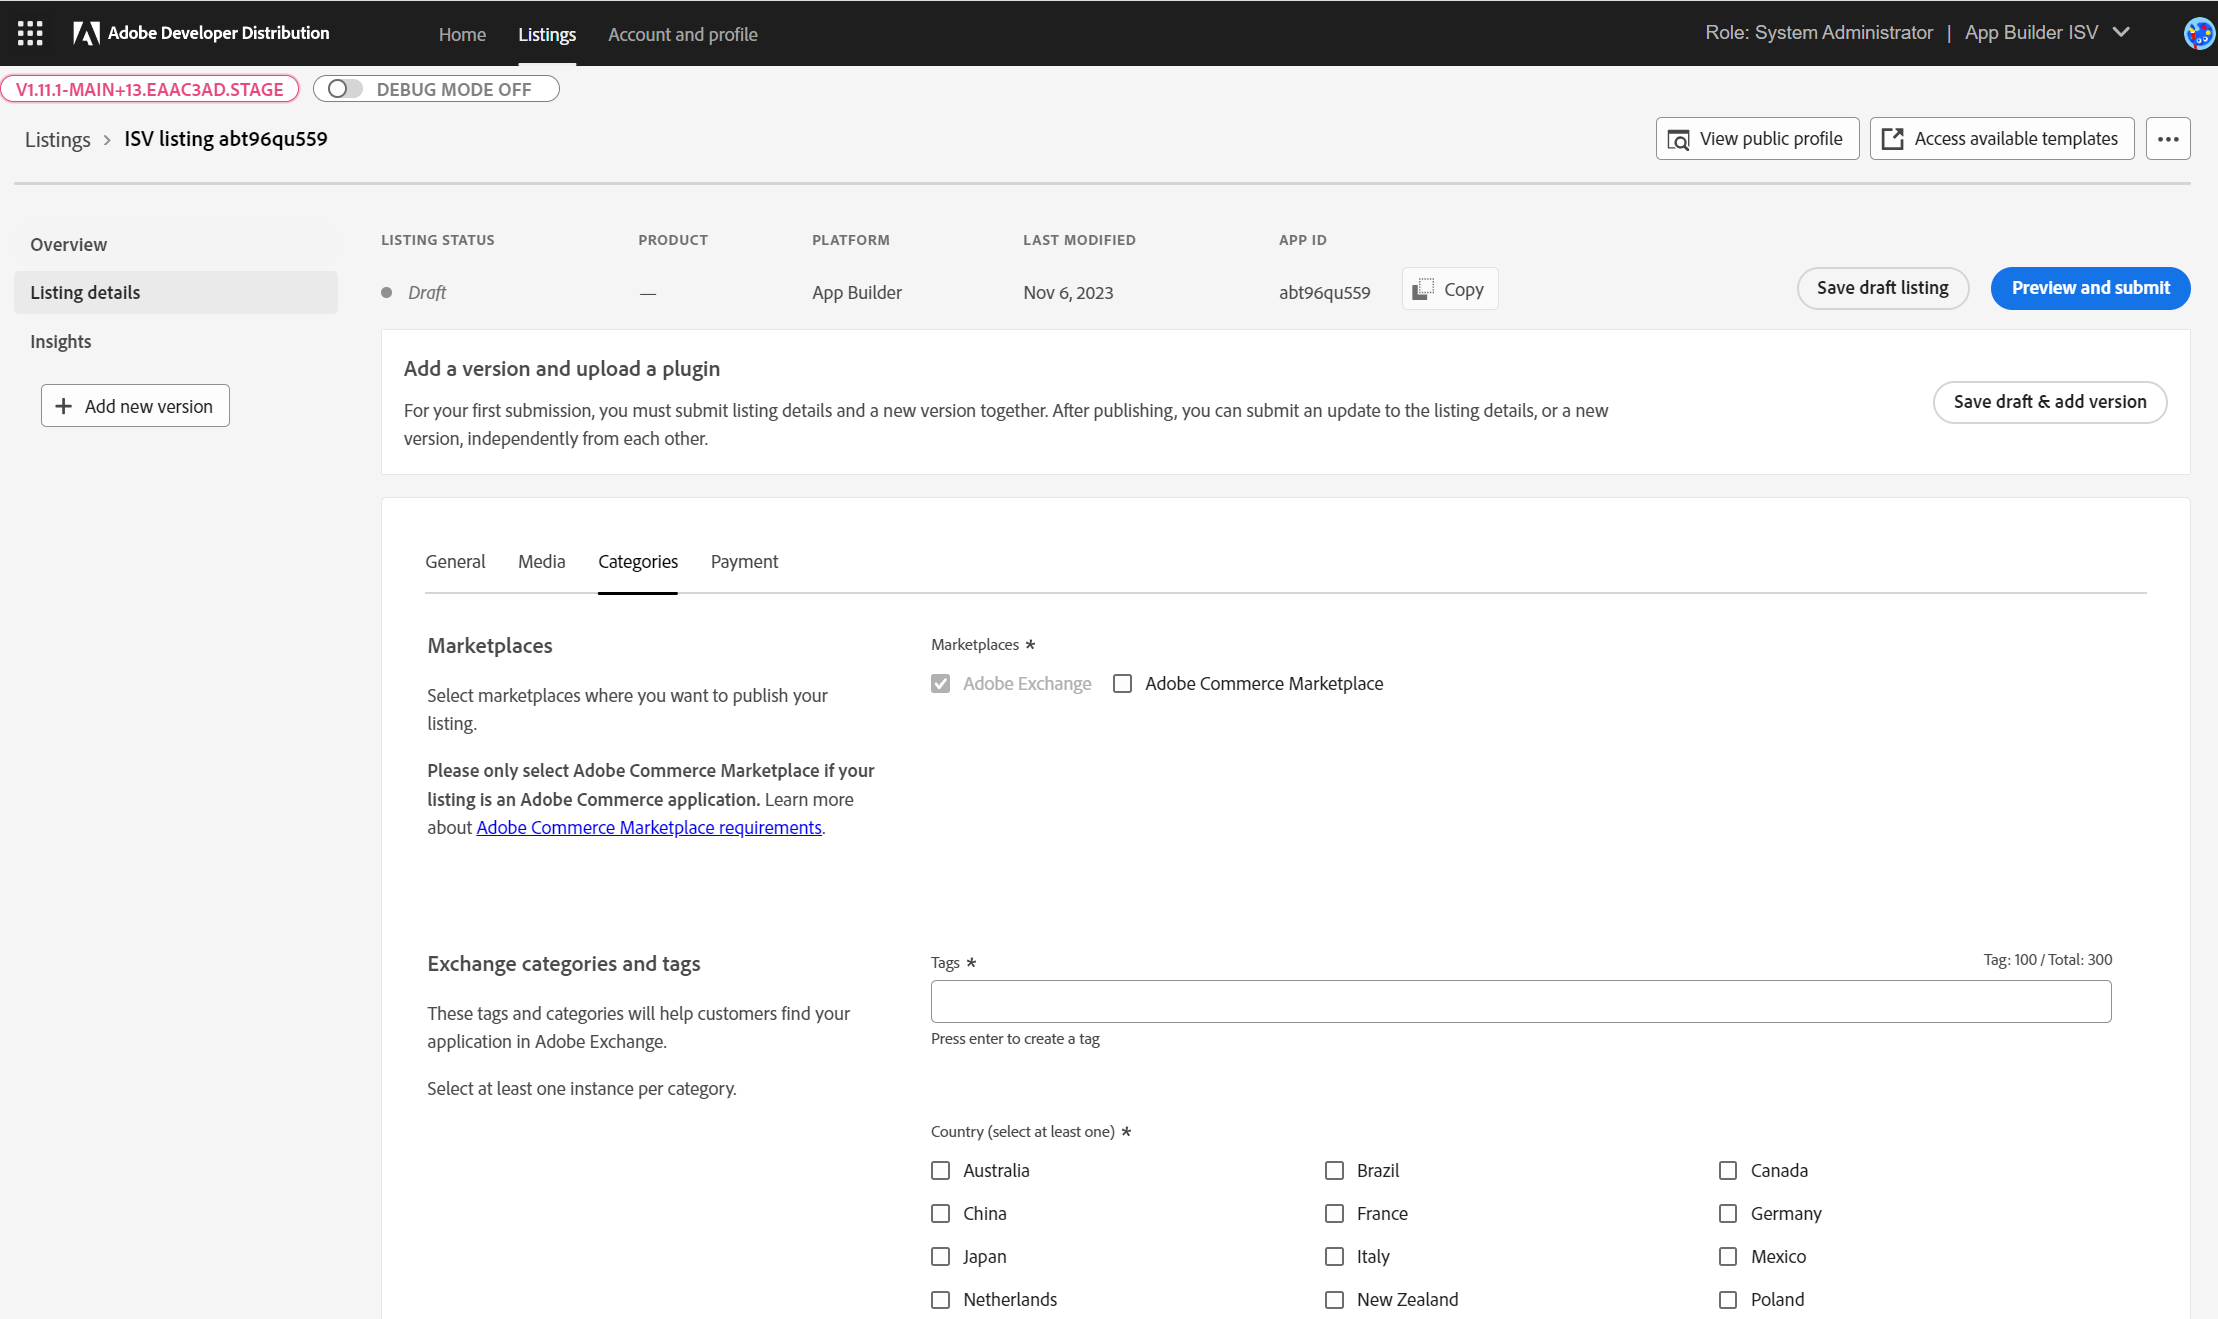 Adobe Developer Distribution
Home Listings Account and profile
Role: System Administrator | App Builder ISV
V1.11.1-MAIN+13.EAAC3AD.STAGE
DEBUG MODE OFF
Listings > ISV listing abt96qu559
View public profile
Access available templates
Overview
Listing details
Insights
+ Add new version
LISTING STATUS PRODUCT PLATFORM LAST MODIFIED APP ID
Draft — App Builder Nov 6, 2023 abt96qu559 Copy
Save draft listing
Preview and submit
Add a version and upload a plugin
For your first submission, you must submit listing details and a new version together. After publishing, you can submit an update to the listing details, or a new
version, independently from each other.
Save draft & add version
General Media Categories Payment
Marketplaces
Select marketplaces where you want to publish your
listing.
Please only select Adobe Commerce Marketplace if your
listing is an Adobe Commerce application. Learn more
about Adobe Commerce Marketplace requirements.
Marketplaces *
Adobe Exchange Adobe Commerce Marketplace
Exchange categories and tags
These tags and categories will help customers find your
application in Adobe Exchange.
Select at least one instance per category.
Tags *
Tag: 100 / Total: 300
Press enter to create a tag
Country (select at least one) *
Australia Brazil Canada
China France Germany
Japan Italy Mexico
Netherlands New Zealand Poland